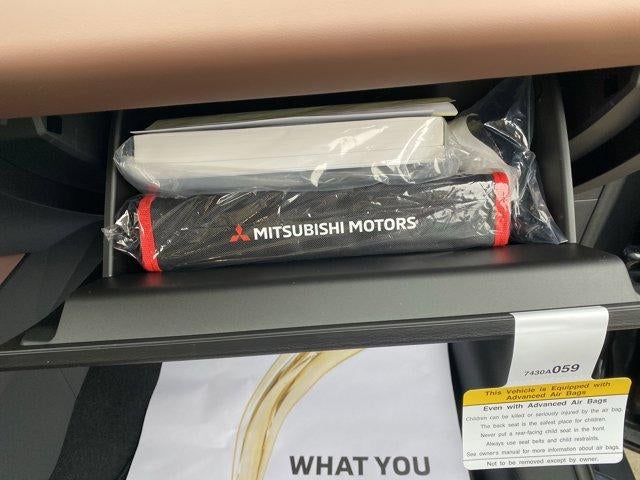 MITSUBISHI MOTORS
7430A059
This Vehicle is Equipped with
Advanced Air Bags
Even with Advanced Air Bags
Children can be killed or seriously injured by the air bag.
The back seat is the safest place for children.
Never put a rear-facing child seat in the front.
Always use seat belts and child restraints.
See owner's manual for more information about air bags.
Not to be removed except by owner.
WHAT YOU